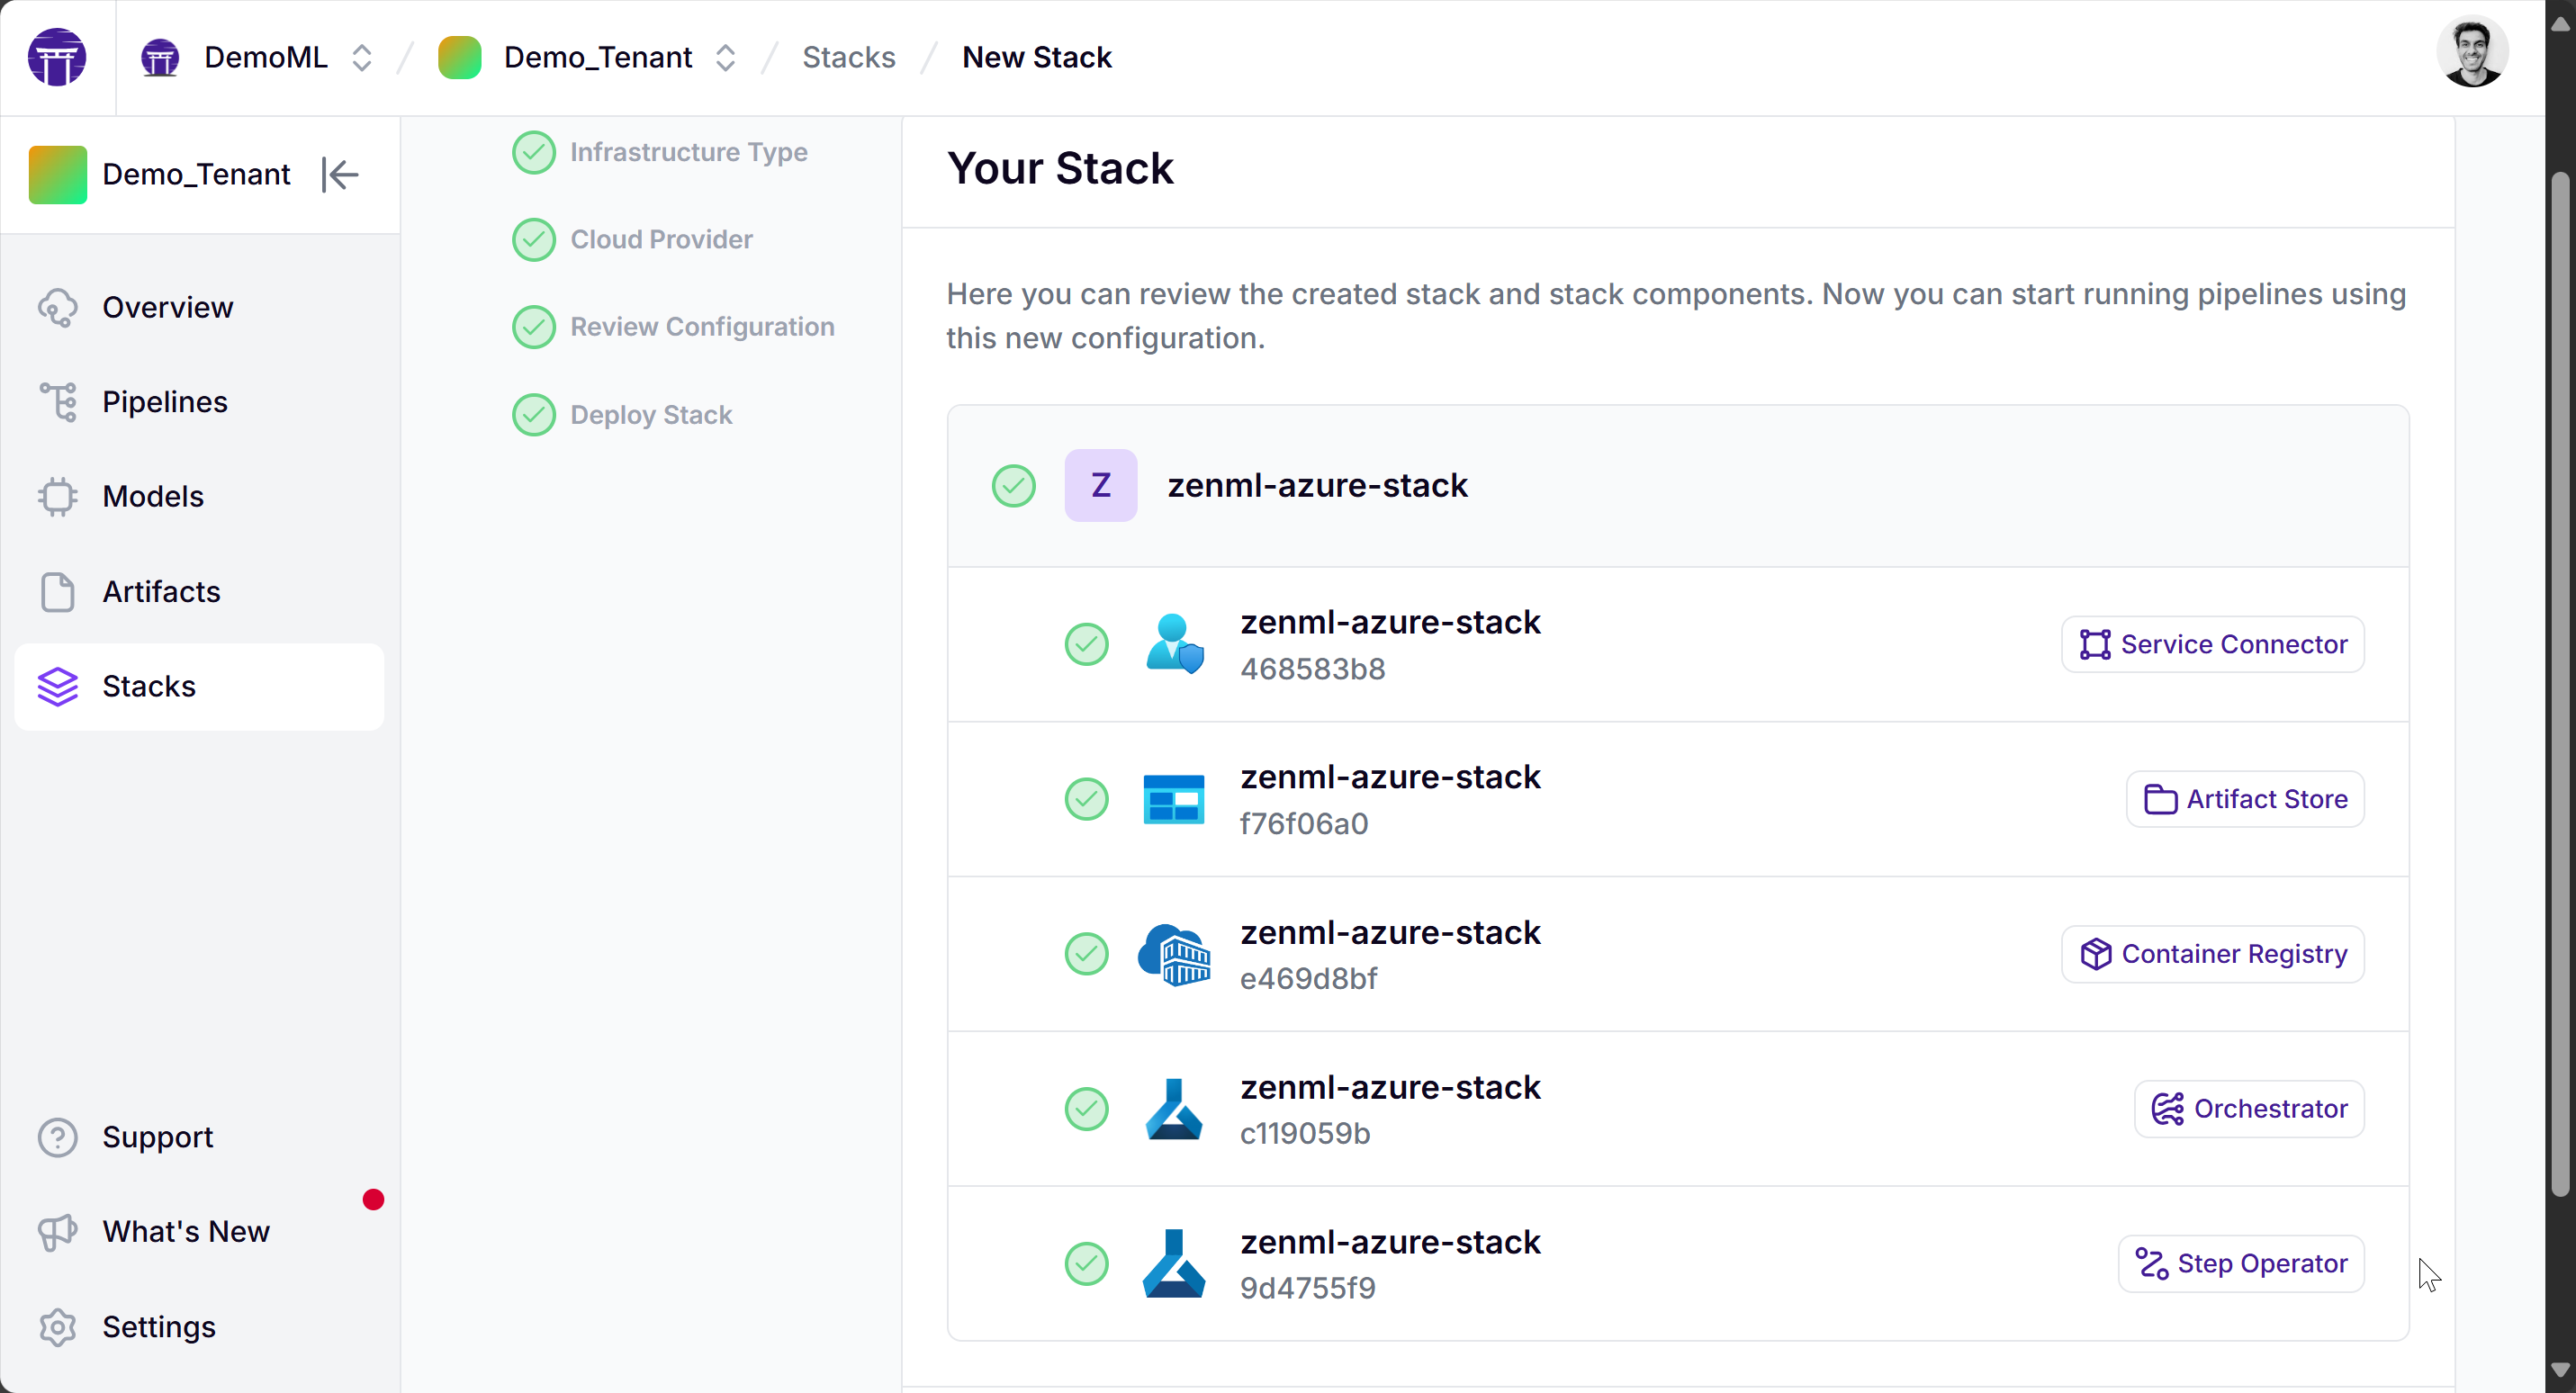 DemoML / Demo_Tenant / Stacks / New Stack
Demo_Tenant
Overview
Pipelines
Models
Artifacts
Stacks
Support
What's New
Settings
Infrastructure Type
Cloud Provider
Review Configuration
Deploy Stack
Your Stack
Here you can review the created stack and stack components. Now you can start running pipelines using
this new configuration.
Z zenml-azure-stack
zenml-azure-stack
468583b8
Service Connector
zenml-azure-stack
f76f06a0
Artifact Store
zenml-azure-stack
e469d8bf
Container Registry
zenml-azure-stack
c119059b
Orchestrator
zenml-azure-stack
9d4755f9
Step Operator